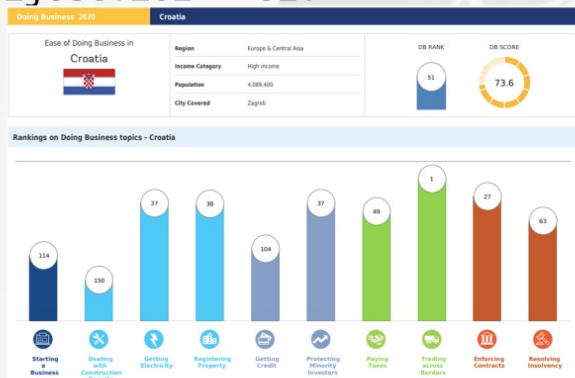 Doing Business 2020
Croatia
Ease of Doing Business in
Croatia
Region Europe & Central Asia
Income Category High income
Population 4,089,400
City Covered Zagreb
DB RANK
51
DB SCORE
73.6
Rankings on Doing Business topics - Croatia
114
150
37
38
104
37
49
1
27
63
Starting
a
Business
Dealing
with
Construction
Getting
Electricity
Registering
Property
Getting
Credit
Protecting
Minority
Investors
Paying
Taxes
Trading
across
Borders
Enforcing
Contracts
Resolving
Insolvency